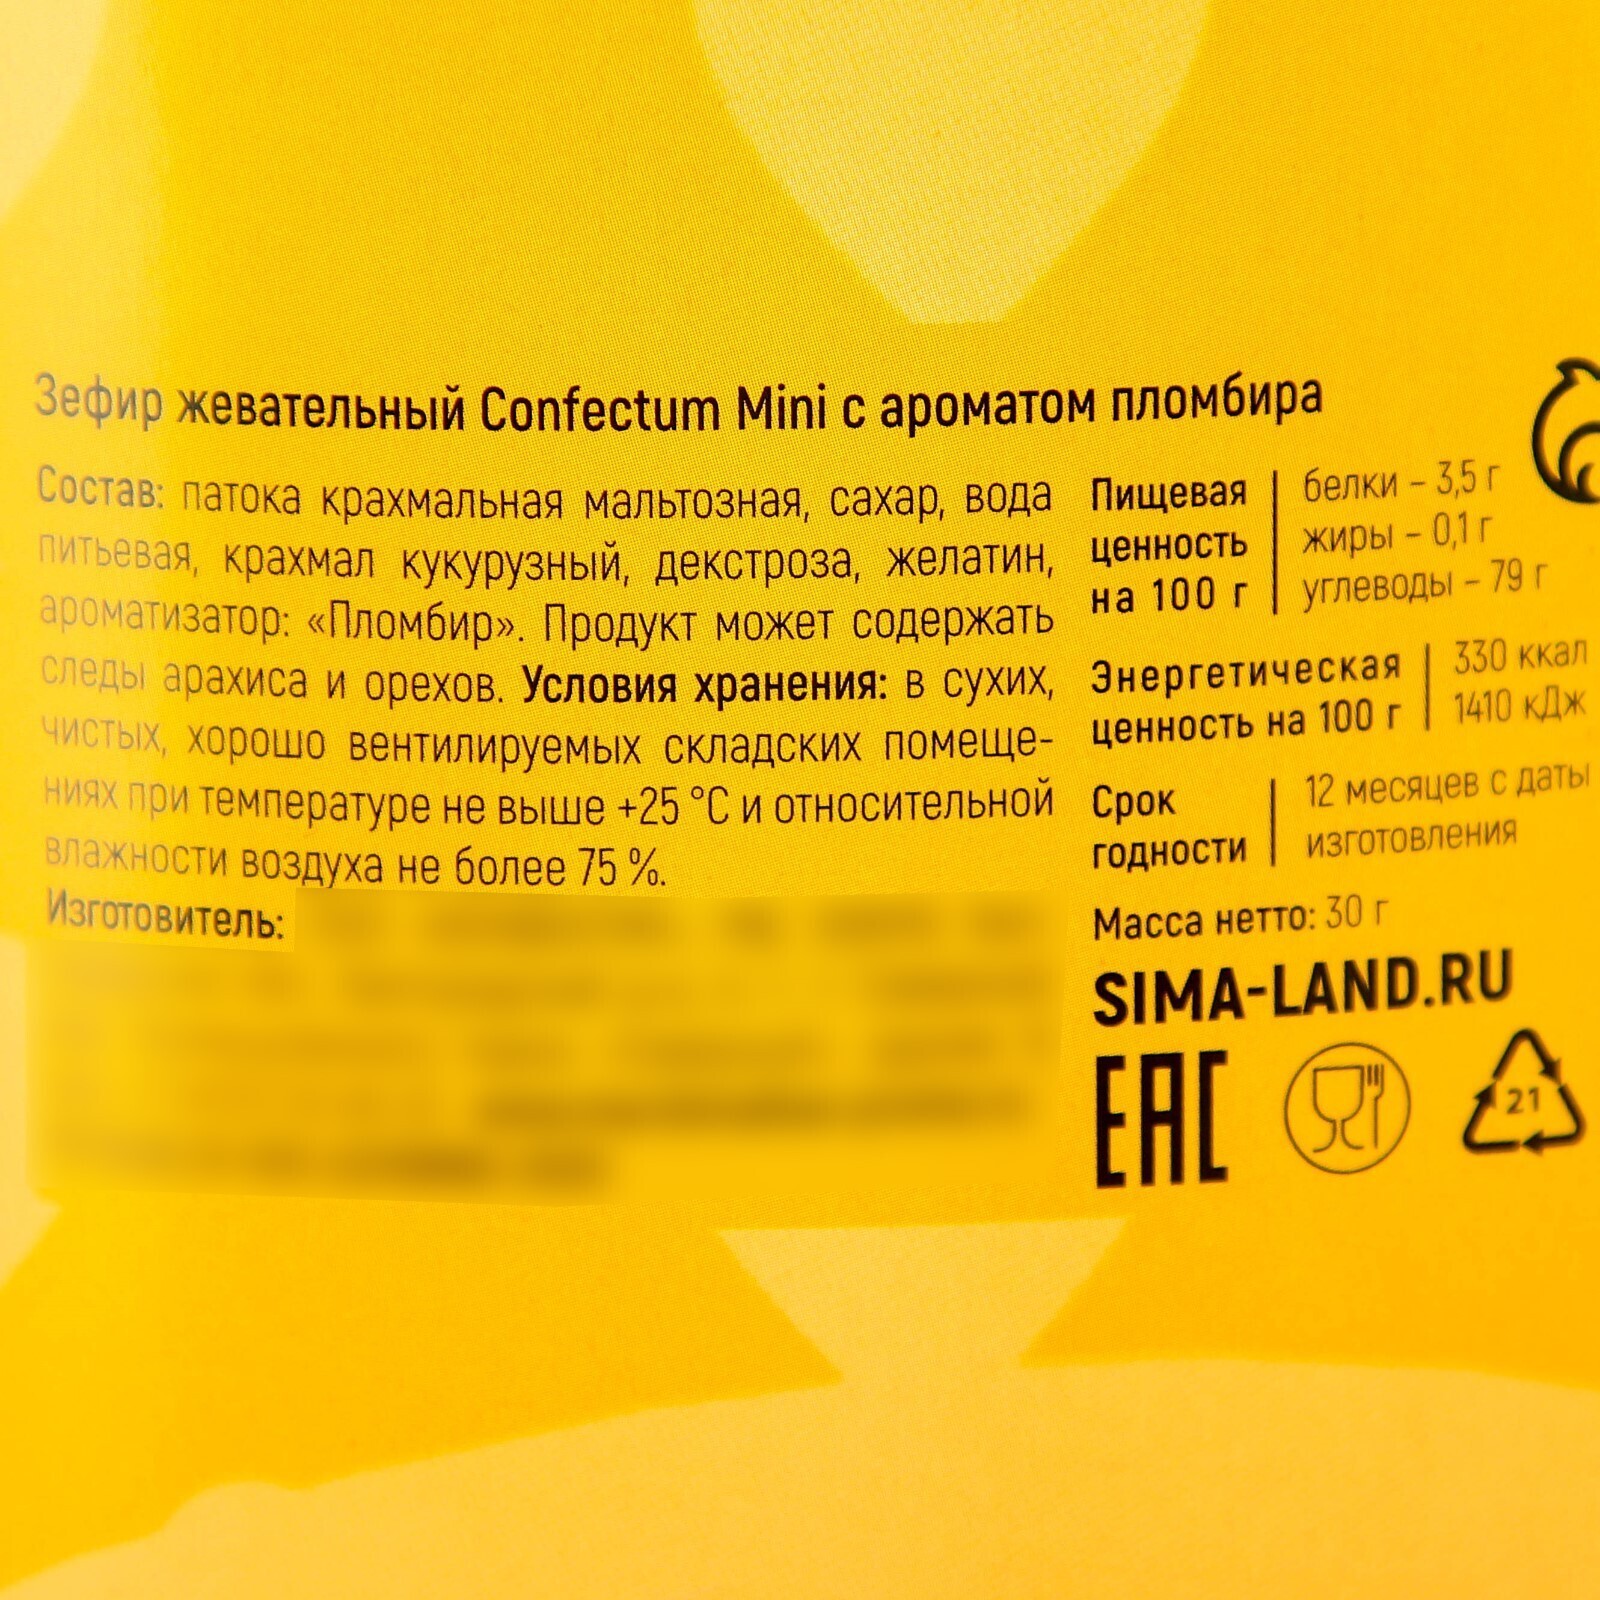 Зефир жевательный Confectum Mini с ароматом пломбира
Состав: патока крахмальная мальтозная, сахар, вода
питьевая, крахмал кукурузный, декстроза, желатин,
ароматизатор: «Пломбир». Продукт может содержать
следы арахиса и орехов. Условия хранения: в сухих,
чистых, хорошо вентилируемых складских помеще-
ниях при температуре не выше +25 °С и относительной
влажности воздуха не более 75 %.
Изготовитель:
Пищевая
ценность
на 100 г
белки – 3,5 г
жиры – 0,1 г
углеводы – 79 г
Энергетическая
ценность на 100 г
330 ккал
1410 кДж
Срок
годности
12 месяцев с даты
изготовления
Масса нетто: 30 г
SIMA-LAND.RU
EAC
21